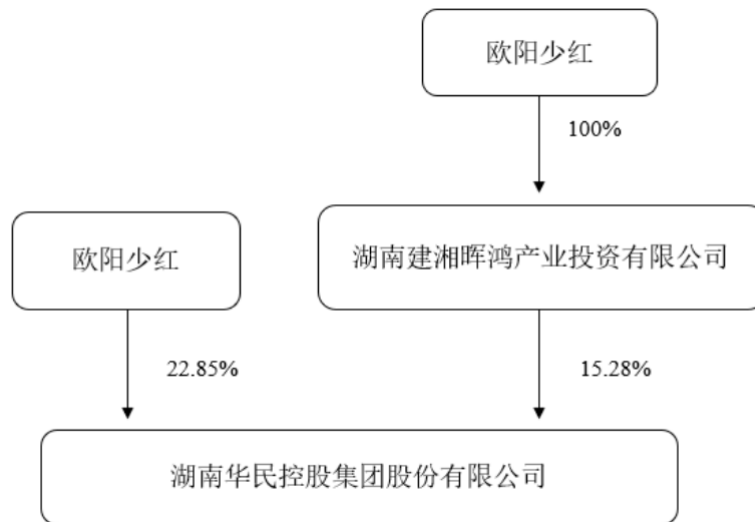 欧阳少红
100%
欧阳少红
湖南建湘晖鸿产业投资有限公司
22.85%
15.28%
湖南华民控股集团股份有限公司